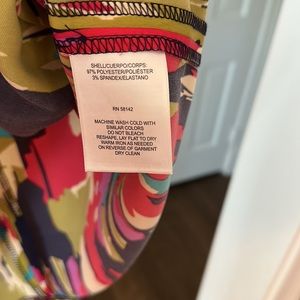 SHELL/CUERPO/CORPS:
97% POLYESTER/POLIÉSTER
3% SPANDEX/ELASTANO
RN 58142
MACHINE WASH COLD WITH
SIMILAR COLORS
DO NOT BLEACH
RESHAPE, LAY FLAT TO DRY
WARM IRON AS NEEDED
ON REVERSE OF GARMENT
DRY CLEAN